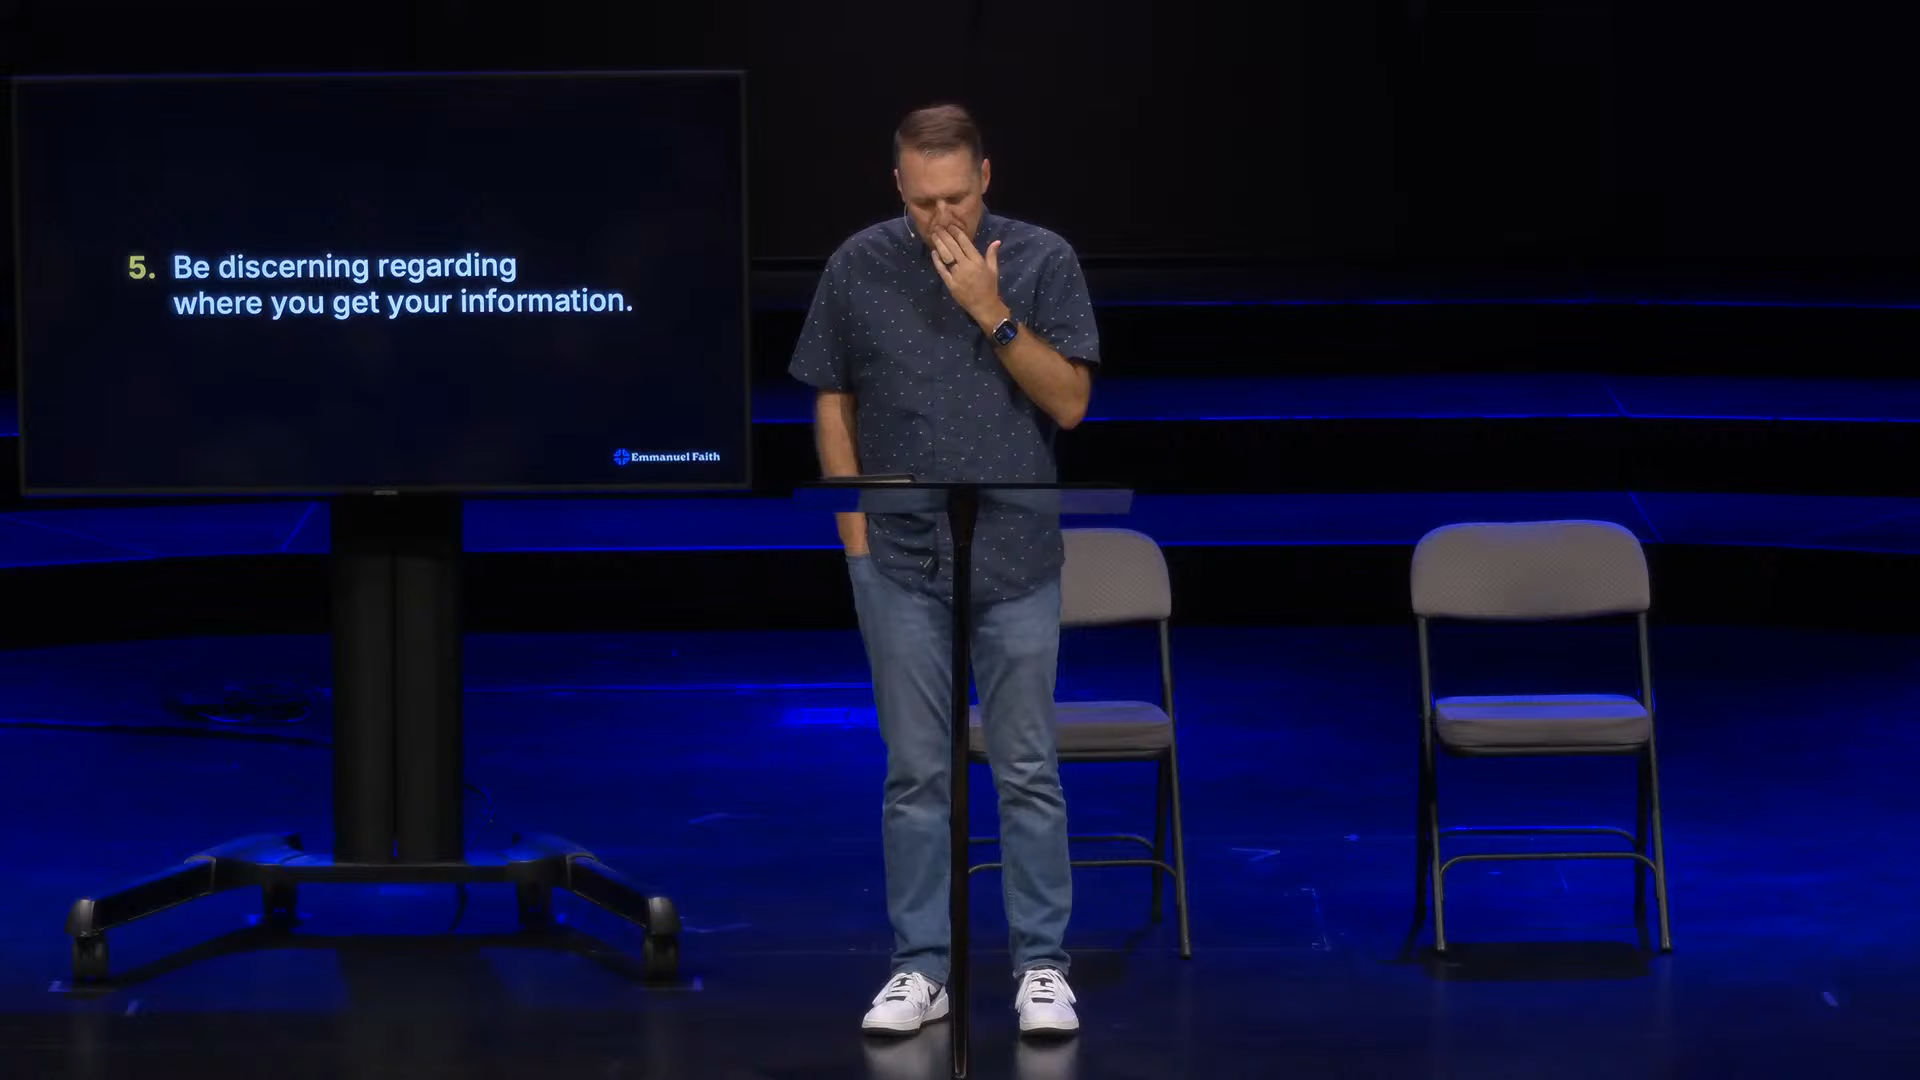 5. Be discerning regarding
where you get your information.
Emmanuel Faith